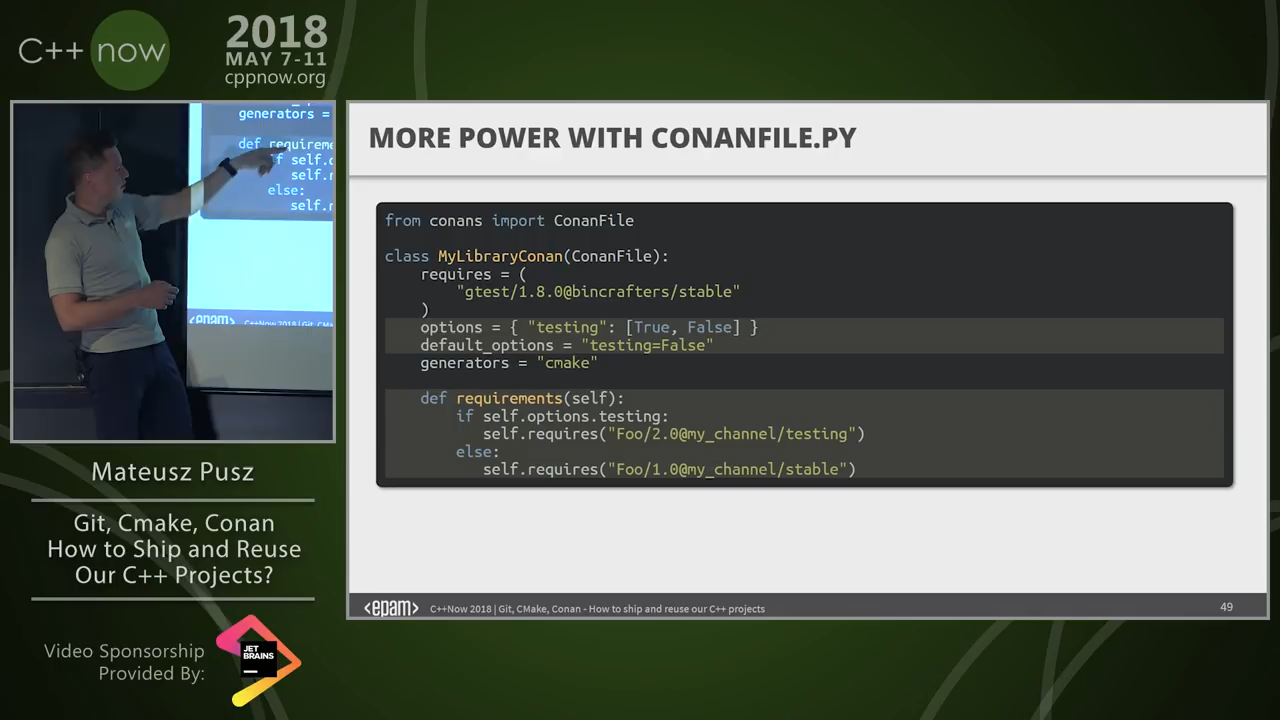 C++ now
2018
MAY 7-11
cppnow.org
generators =
def requireme
if self.o
self.r
else:
self.r
<epam> C++Now 2018 | Git, CMa
Mateusz Pusz
Git, Cmake, Conan
How to Ship and Reuse
Our C++ Projects?
Video Sponsorship
Provided By:
JET
BRAINS
MORE POWER WITH CONANFILE.PY
from conans import ConanFile
class MyLibraryConan(ConanFile):
requires = (
"gtest/1.8.0@bincrafters/stable"
)
options = { "testing": [True, False] }
default_options = "testing=False"
generators = "cmake"
def requirements(self):
if self.options.testing:
self.requires("Foo/2.0@my_channel/testing")
else:
self.requires("Foo/1.0@my_channel/stable")
<epam> C++Now 2018 | Git, CMake, Conan - How to ship and reuse our C++ projects
49